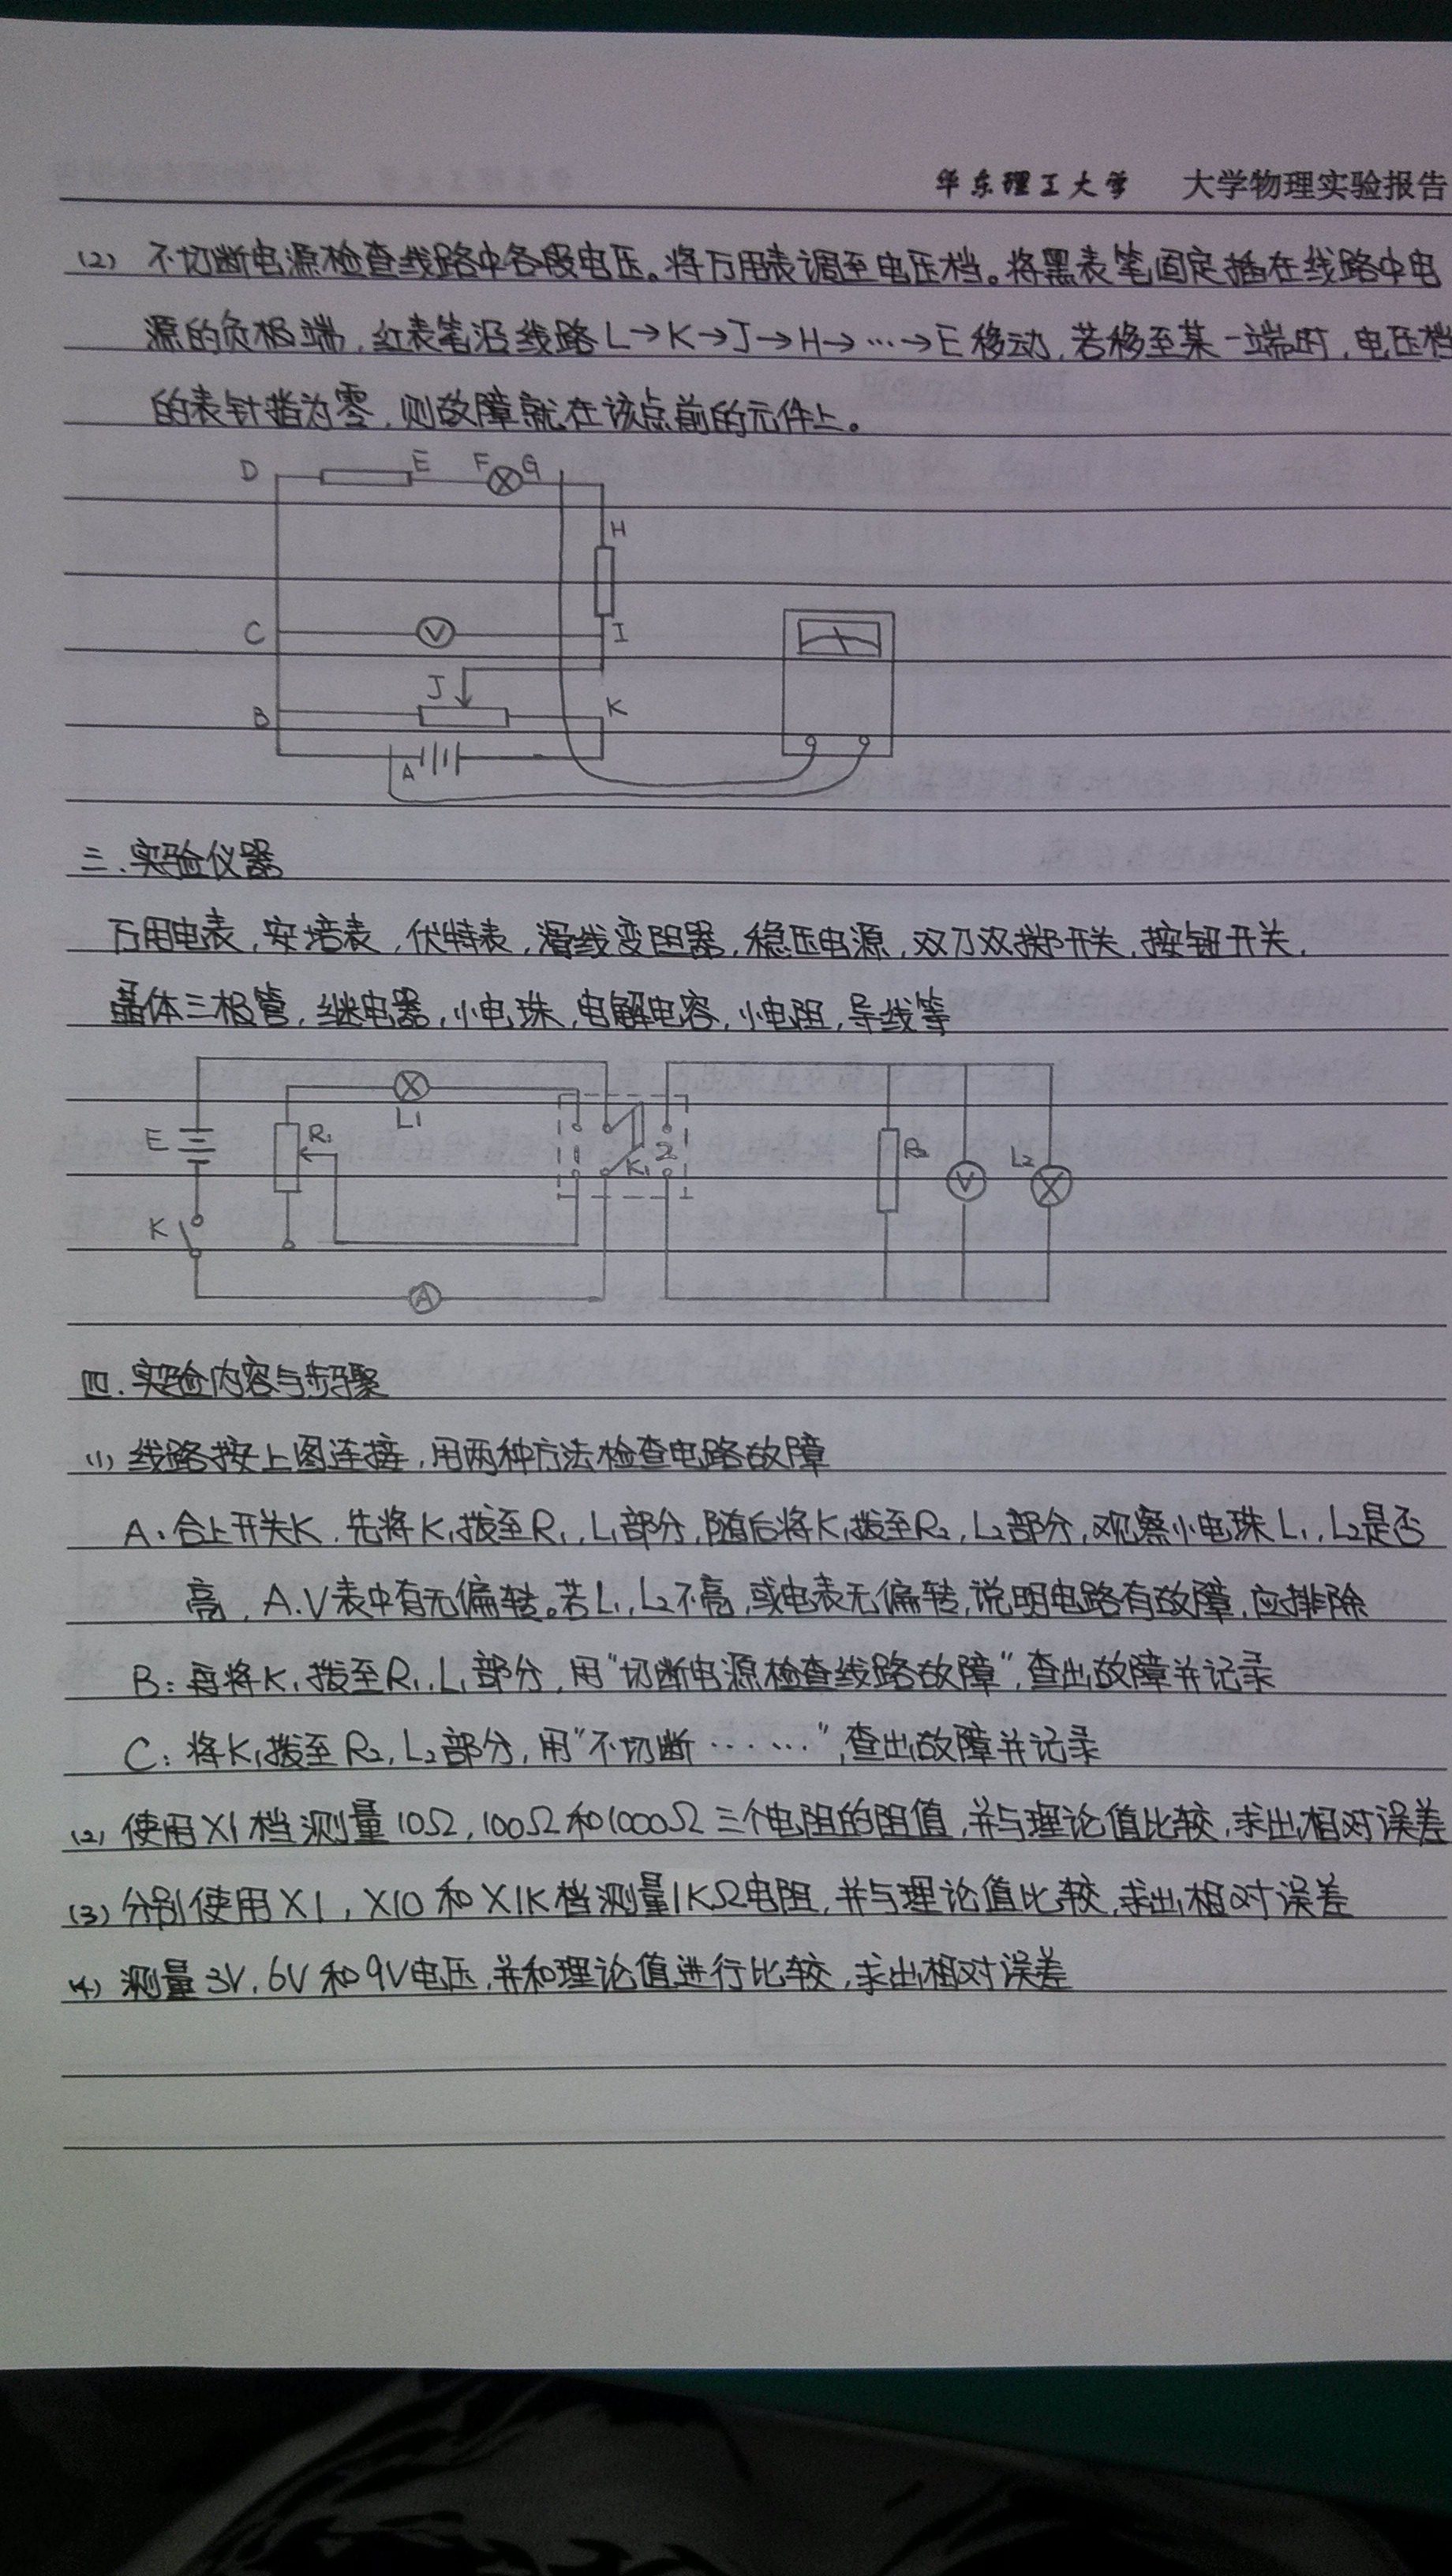 华东理工大学 大学物理实验报告
(2) 不切断电源检查线路中各段电压。将万用表调至电压档。将黑表笔固定插在线路中电
源的负极端,红表笔沿线路L→K→J→H→…→E移动,若移至某一端时,电压档
的表针指为零,则故障就在该点前的元件上。
D E F G
H
C V I
J
B K
A
三.实验仪器
万用电表,安培表,伏特表,滑线变阻器,稳压电源,双刀双掷开关,按钮开关,
晶体三极管,继电器,小电珠,电解电容,小电阻,导线等
L1
E R1 1 K1 2 R2 V L2
K
A
四.实验内容与步骤
(1) 线路按上图连接,用两种方法检查电路故障
A:合上开关K.先将K1拨至R1,L1部分,随后将K1拨至R2,L2部分,观察小电珠L1,L2是否
亮,A.V表中有无偏转。若L1,L2不亮,或电表无偏转,说明电路有故障,应排除
B:再将K1拨至R1,L1部分,用"切断电源检查线路故障",查出故障并记录
C:将K1拨至R2,L2部分,用"不切断……",查出故障并记录
(2) 使用X1档测量10Ω,100Ω和1000Ω三个电阻的阻值,并与理论值比较,求出相对误差
(3) 分别使用X1,X10和X1K档测量1KΩ电阻,并与理论值比较,求出相对误差
(4) 测量3V,6V和9V电压,并和理论值进行比较,求出相对误差